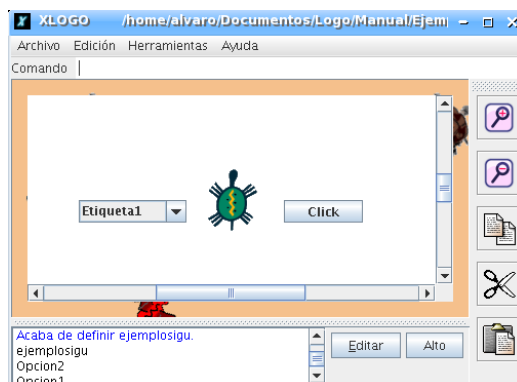 XLOGO /home/alvaro/Documentos/Logo/Manual/Ejem
Archivo Edición Herramientas Ayuda
Comando
Etiqueta1
Click
Acaba de definir ejemplosigu.
ejemplosigu
Opcion2
Opcion1
Editar
Alto